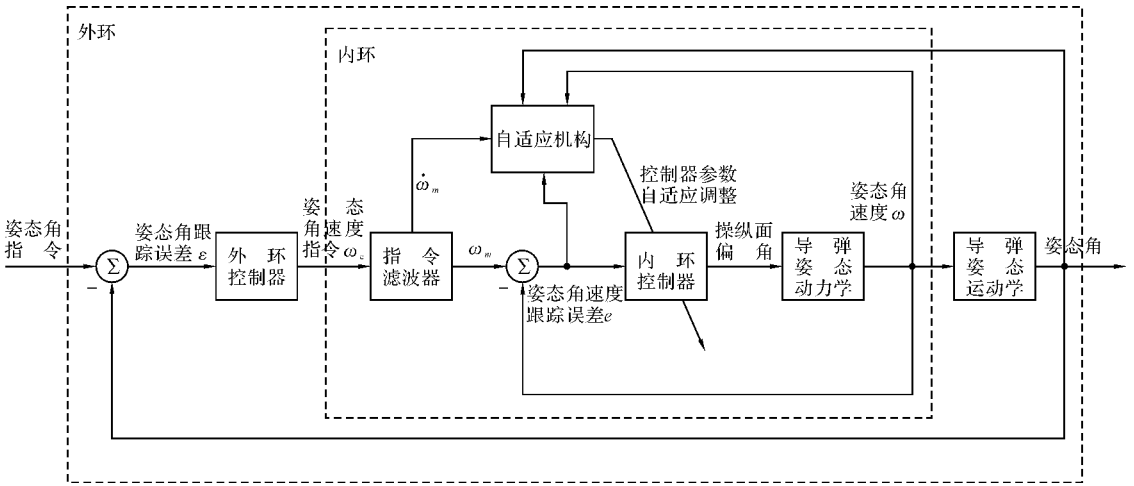 外环
内环
自适应机构
ω̇m
控制器参数
自适应调整
姿态角
指 令
Σ
−
姿态角跟
踪误差 ε
外 环
控制器
姿 态
角速度
指令 ωc
指 令
滤波器
ωm
Σ
−
姿态角速度
跟踪误差e
内 环
控制器
操纵面
偏 角
导 弹
姿 态
动力学
姿态角
速度 ω
导 弹
姿 态
运动学
姿态角